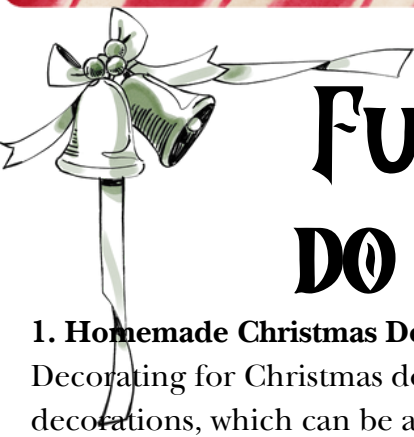 FU
DO
1. Homemade Christmas De
Decorating for Christmas do
decorations, which can be a